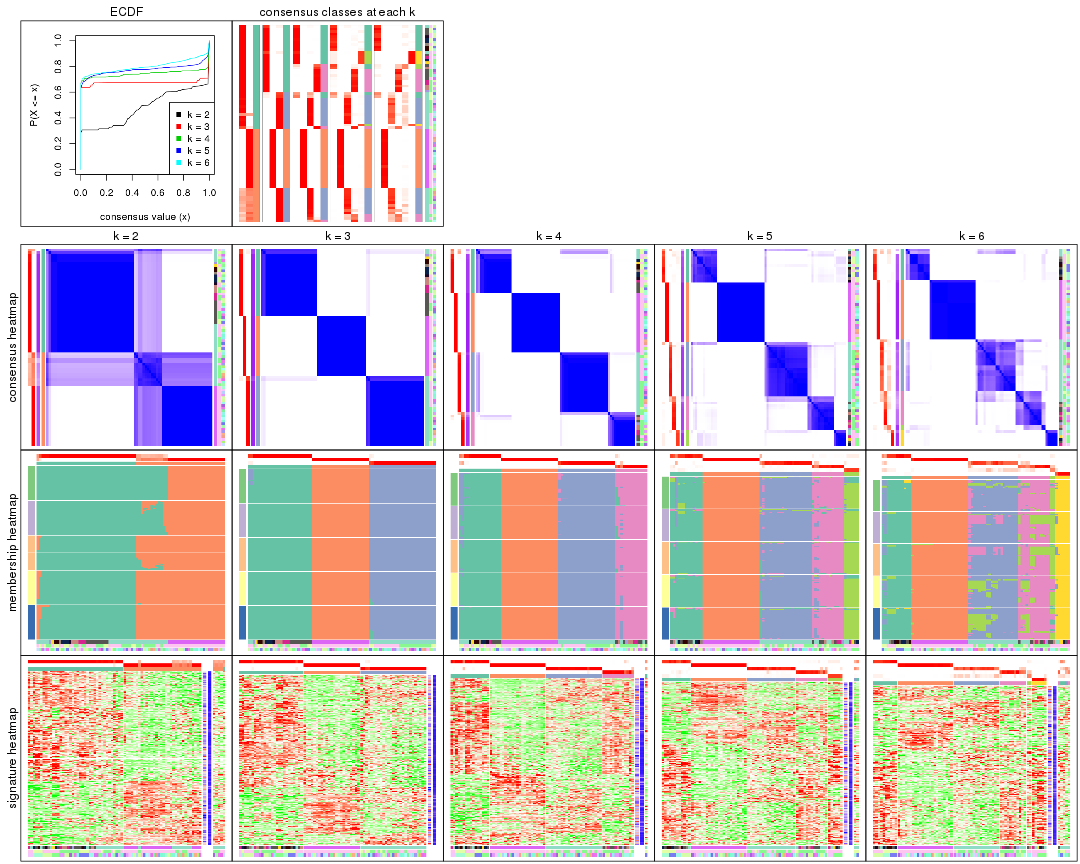 ECDF
consensus classes at each k
P(X <= x)
0.0 0.2 0.4 0.6 0.8 1.0
k = 2
k = 3
k = 4
k = 5
k = 6
0.0 0.2 0.4 0.6 0.8 1.0
consensus value (x)
k = 2
k = 3
k = 4
k = 5
k = 6
consensus heatmap
membership heatmap
signature heatmap